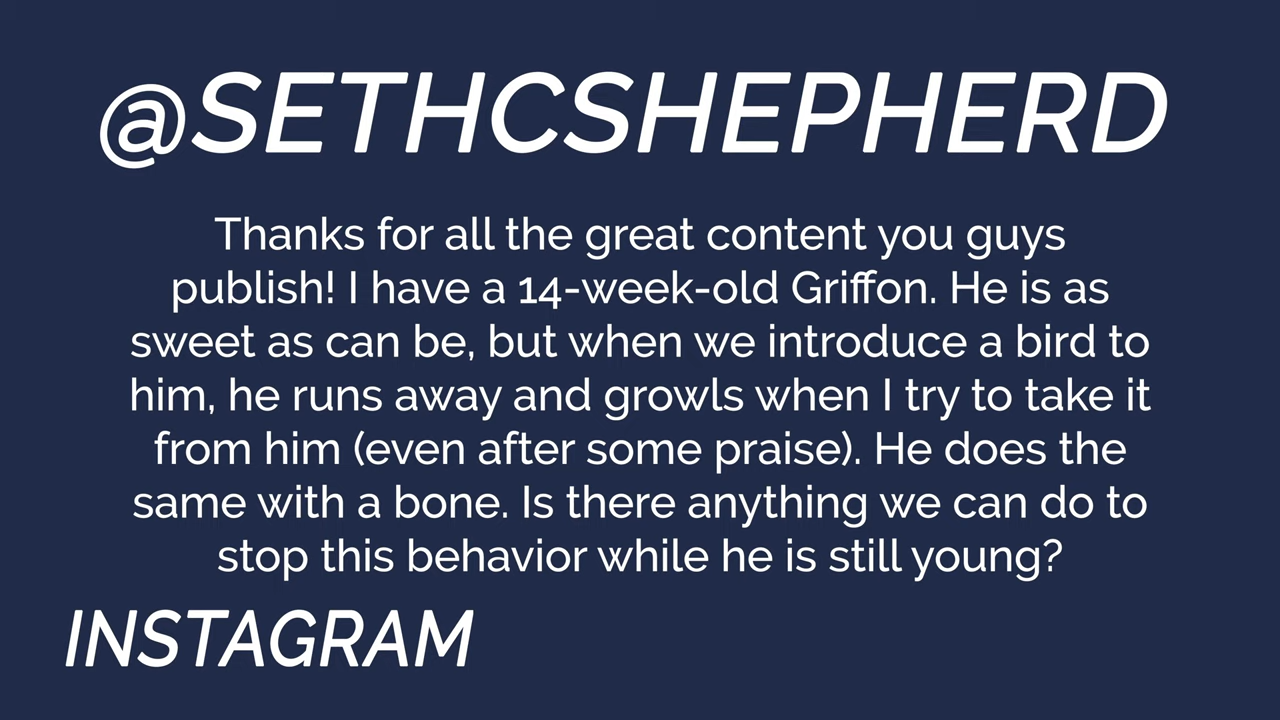 @SETHCSHEPHERD
Thanks for all the great content you guys
publish! I have a 14-week-old Griffon. He is as
sweet as can be, but when we introduce a bird to
him, he runs away and growls when I try to take it
from him (even after some praise). He does the
same with a bone. Is there anything we can do to
stop this behavior while he is still young?
INSTAGRAM